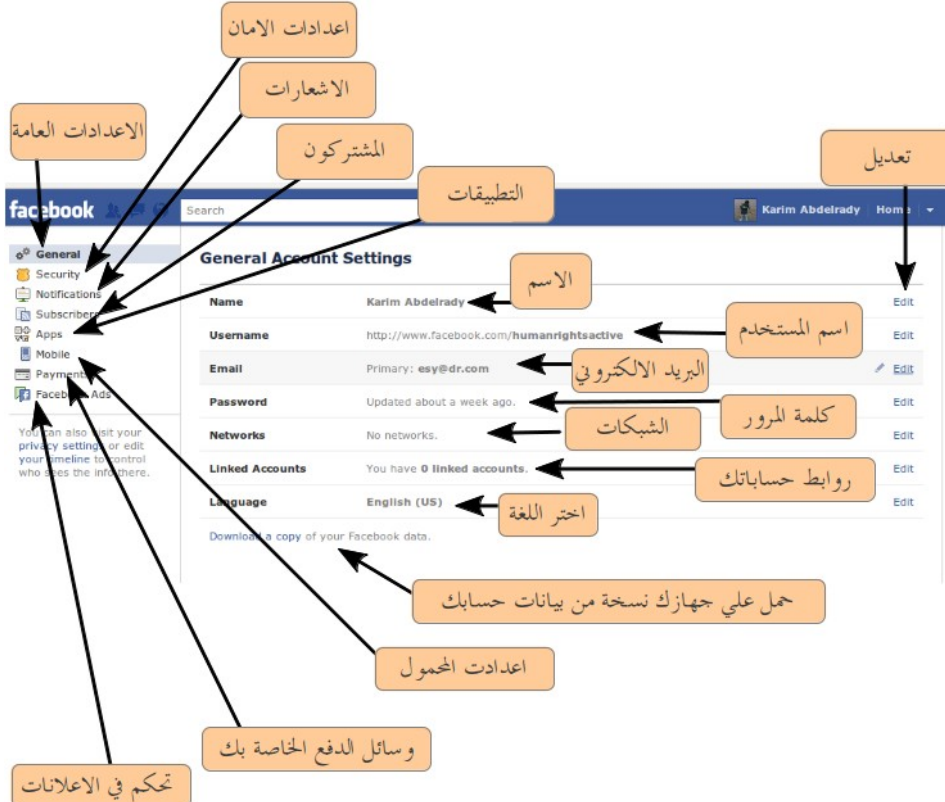 اعدادات الامان
الاشعارات
الاعدادات العامة
المشتركون
تعديل
التطبيقات
facebook
Search
Karim Abdelrady
Home
General
Security
Notifications
Subscribers
Apps
Mobile
Payments
Facebook Ads
You can also visit your
privacy settings or edit
your timeline to control
who sees the info there.
General Account Settings
الاسم
Name Karim Abdelrady Edit
اسم المستخدم
Username http://www.facebook.com/humanrightsactive Edit
البريد الالكتروني
Email Primary: esy@dr.com Edit
Password Updated about a week ago. Edit
كلمة المرور
الشبكات
Networks No networks. Edit
Linked Accounts You have 0 linked accounts. Edit
روابط حساباتك
Language English (US) Edit
اختر اللغة
Download a copy of your Facebook data.
حمل علي جهازك نسخة من بيانات حسابك
اعدادت المحمول
وسائل الدفع الخاصة بك
تحكم في الاعلانات